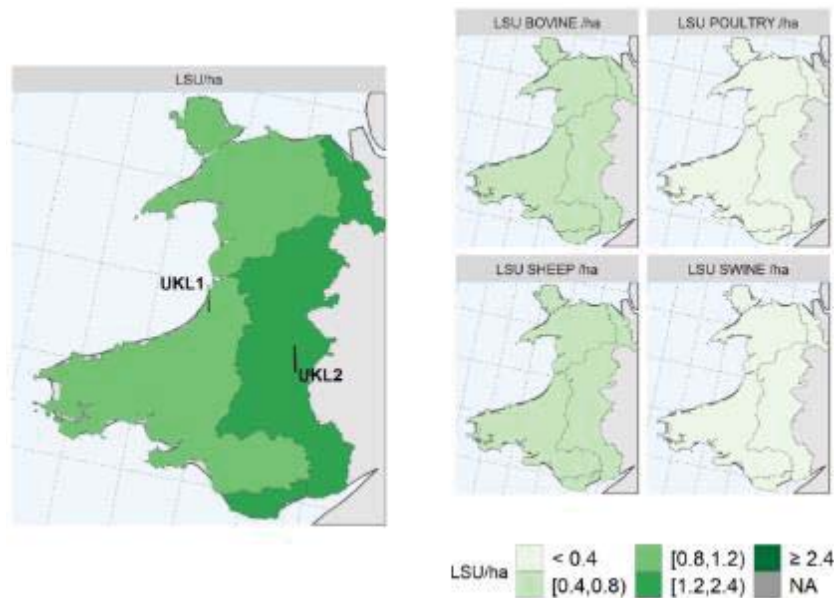 LSU/ha
UKL1
UKL2
LSU BOVINE /ha
LSU POULTRY /ha
LSU SHEEP /ha
LSU SWINE /ha
LSU/ha
< 0.4
[0.8,1.2)
≥ 2.4
[0.4,0.8)
[1.2,2.4)
NA